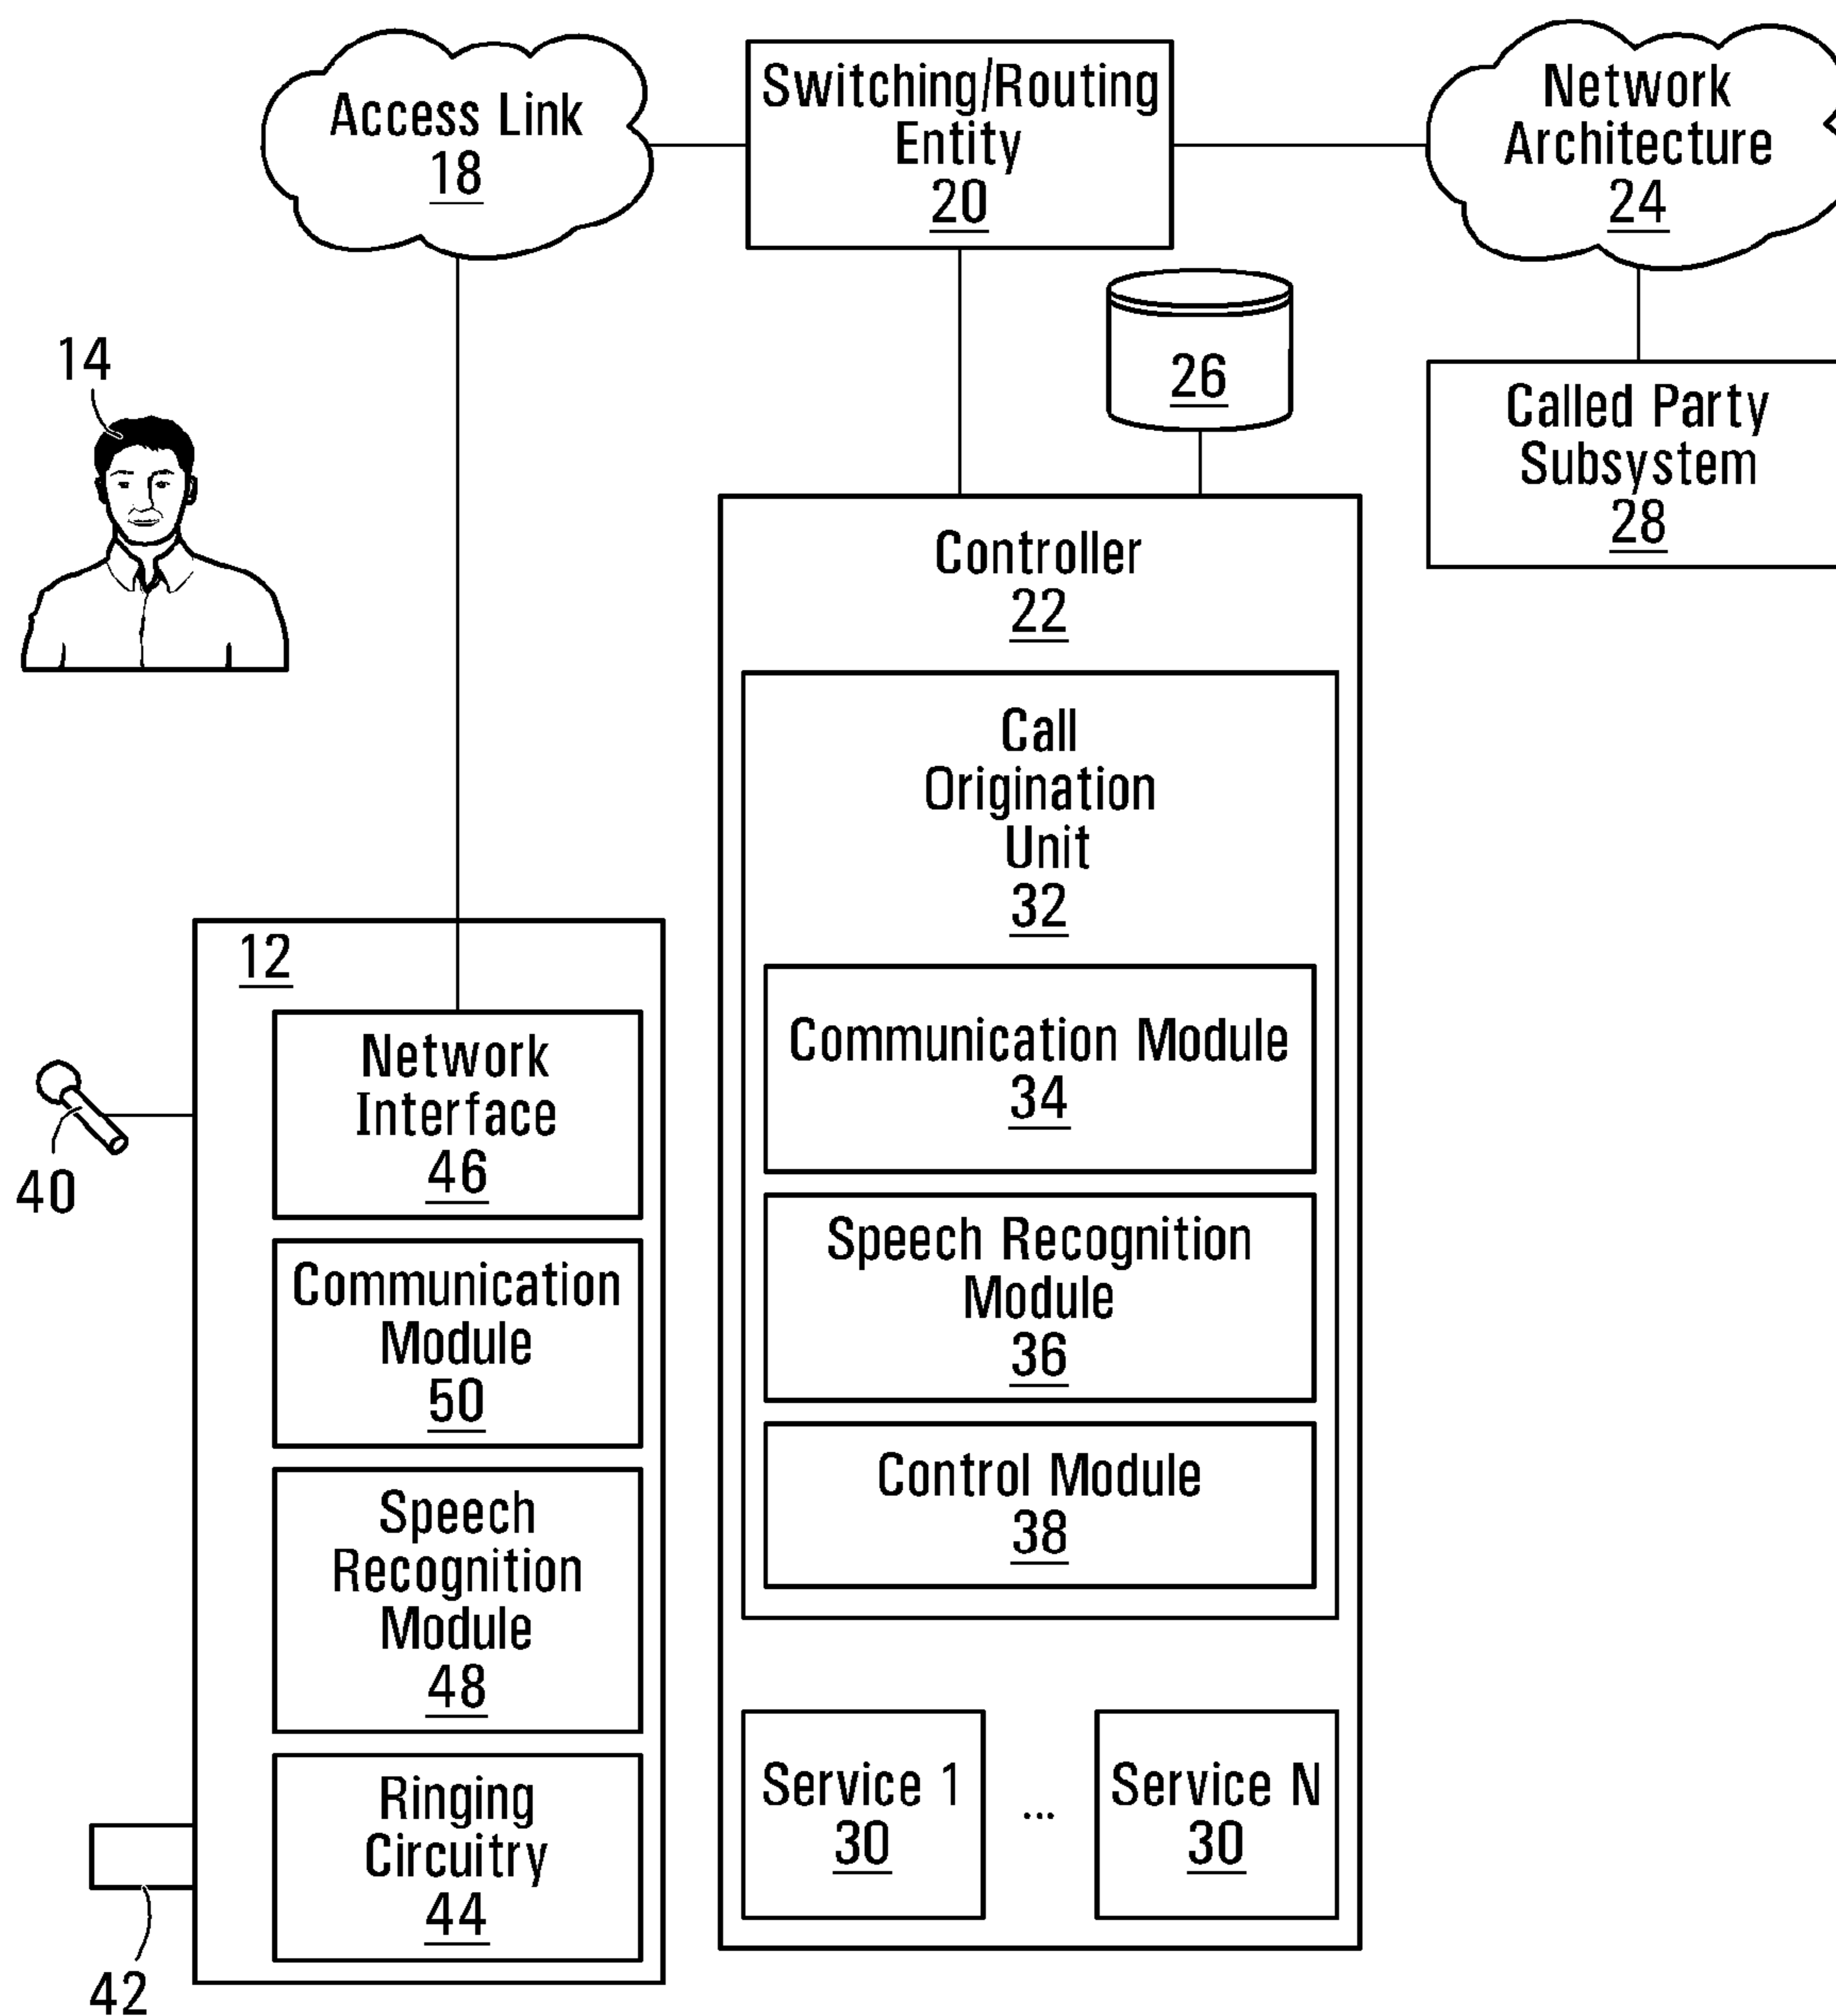 Access Link
18
Switching/Routing
Entity
20
Network
Architecture
24
14
26
Called Party
Subsystem
28
Controller
22
Call
Origination
Unit
32
Communication Module
34
Speech Recognition
Module
36
Control Module
38
Service 1
30
...
Service N
30
12
Network
Interface
46
40
Communication
Module
50
Speech
Recognition
Module
48
Ringing
Circuitry
44
42